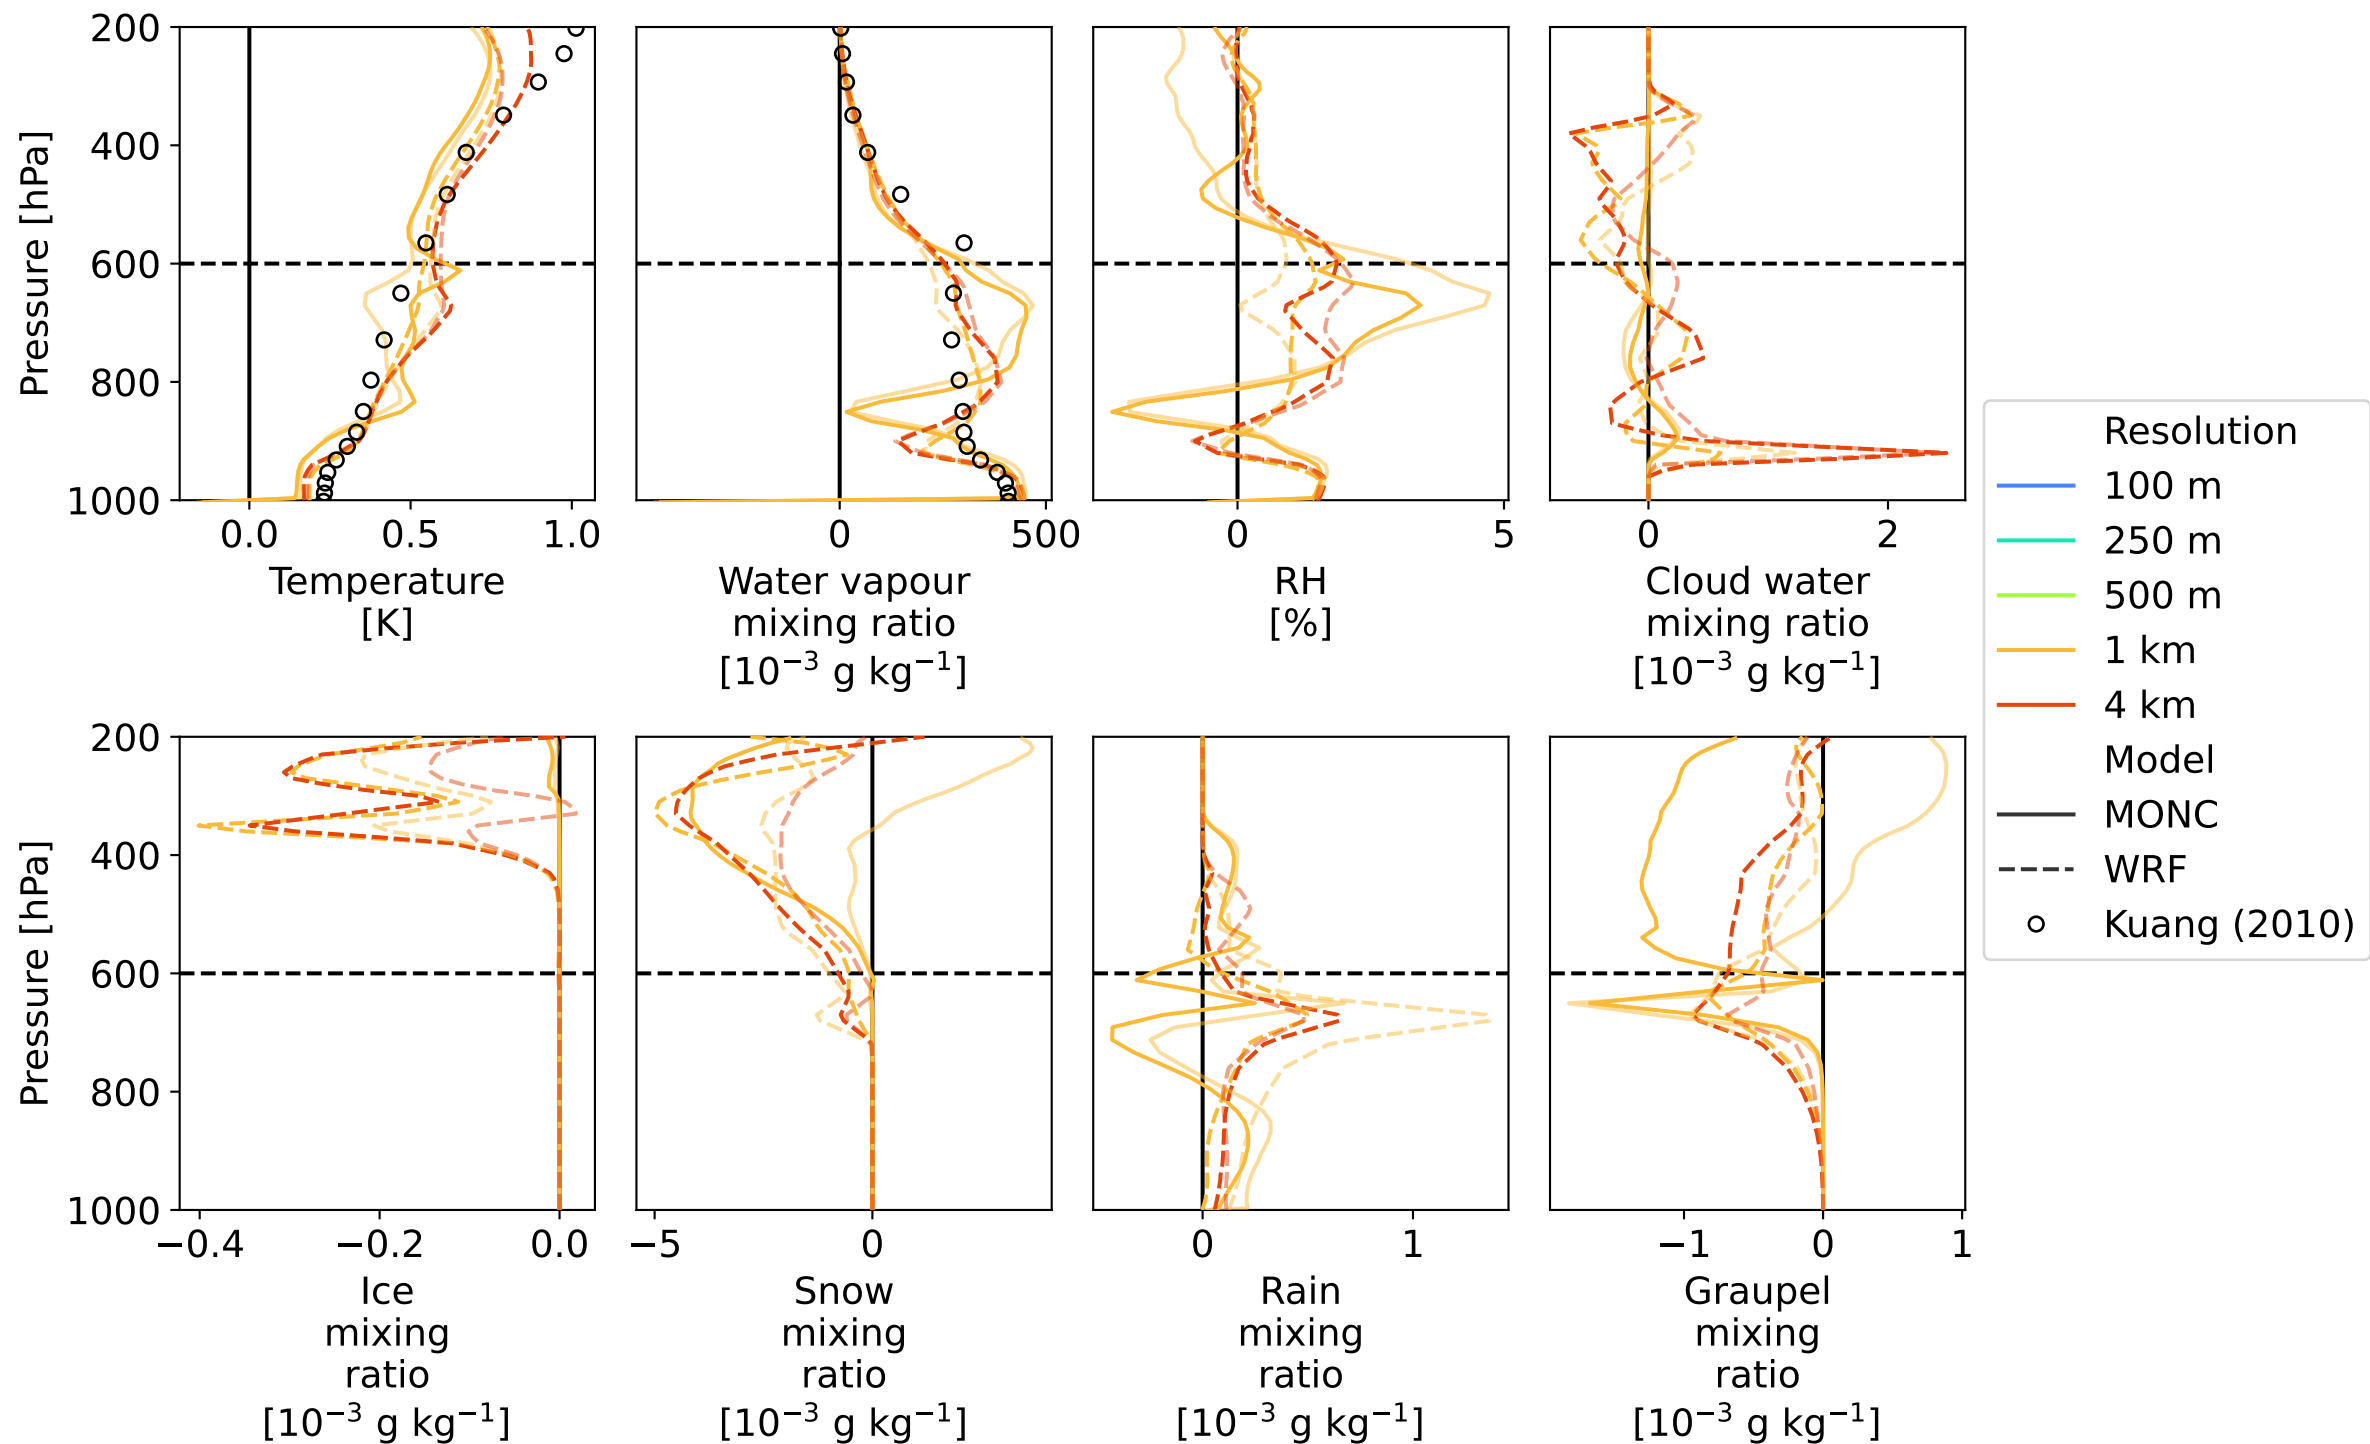 200
400
600
800
1000
Pressure [hPa]
0.0 0.5 1.0
Temperature
[K]
0 500
Water vapour
mixing ratio
[10⁻³ g kg⁻¹]
0 5
RH
[%]
0 2
Cloud water
mixing ratio
[10⁻³ g kg⁻¹]
Resolution
100 m
250 m
500 m
1 km
4 km
Model
MONC
WRF
Kuang (2010)
200
400
600
800
1000
Pressure [hPa]
−0.4 −0.2 0.0
Ice
mixing
ratio
[10⁻³ g kg⁻¹]
−5 0
Snow
mixing
ratio
[10⁻³ g kg⁻¹]
0 1
Rain
mixing
ratio
[10⁻³ g kg⁻¹]
−1 0 1
Graupel
mixing
ratio
[10⁻³ g kg⁻¹]